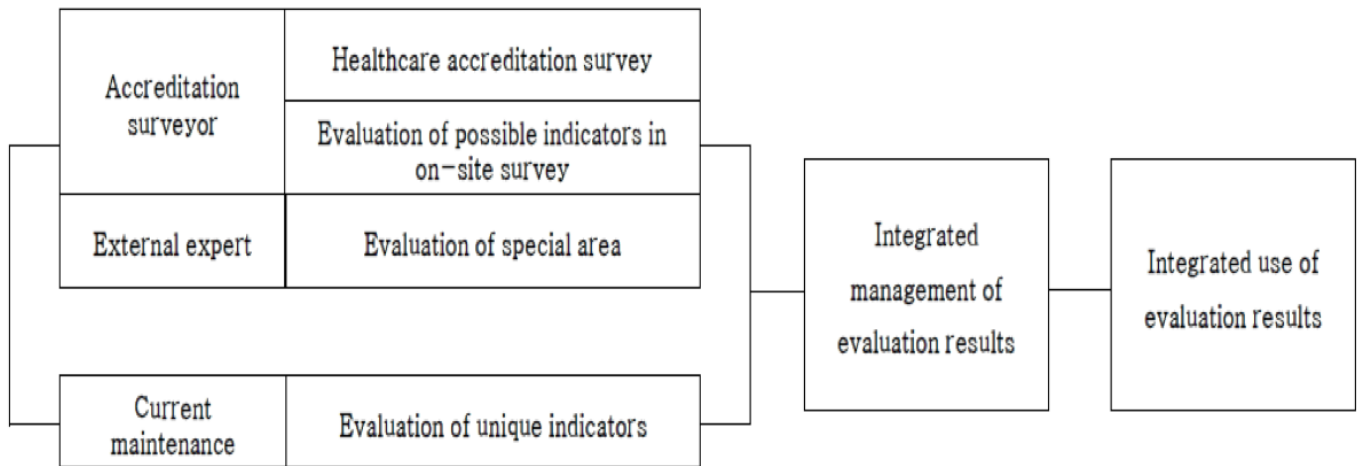 Accreditation
surveyor
Healthcare accreditation survey
Evaluation of possible indicators in
on-site survey
External expert
Evaluation of special area
Current
maintenance
Evaluation of unique indicators
Integrated
management of
evaluation results
Integrated use of
evaluation results